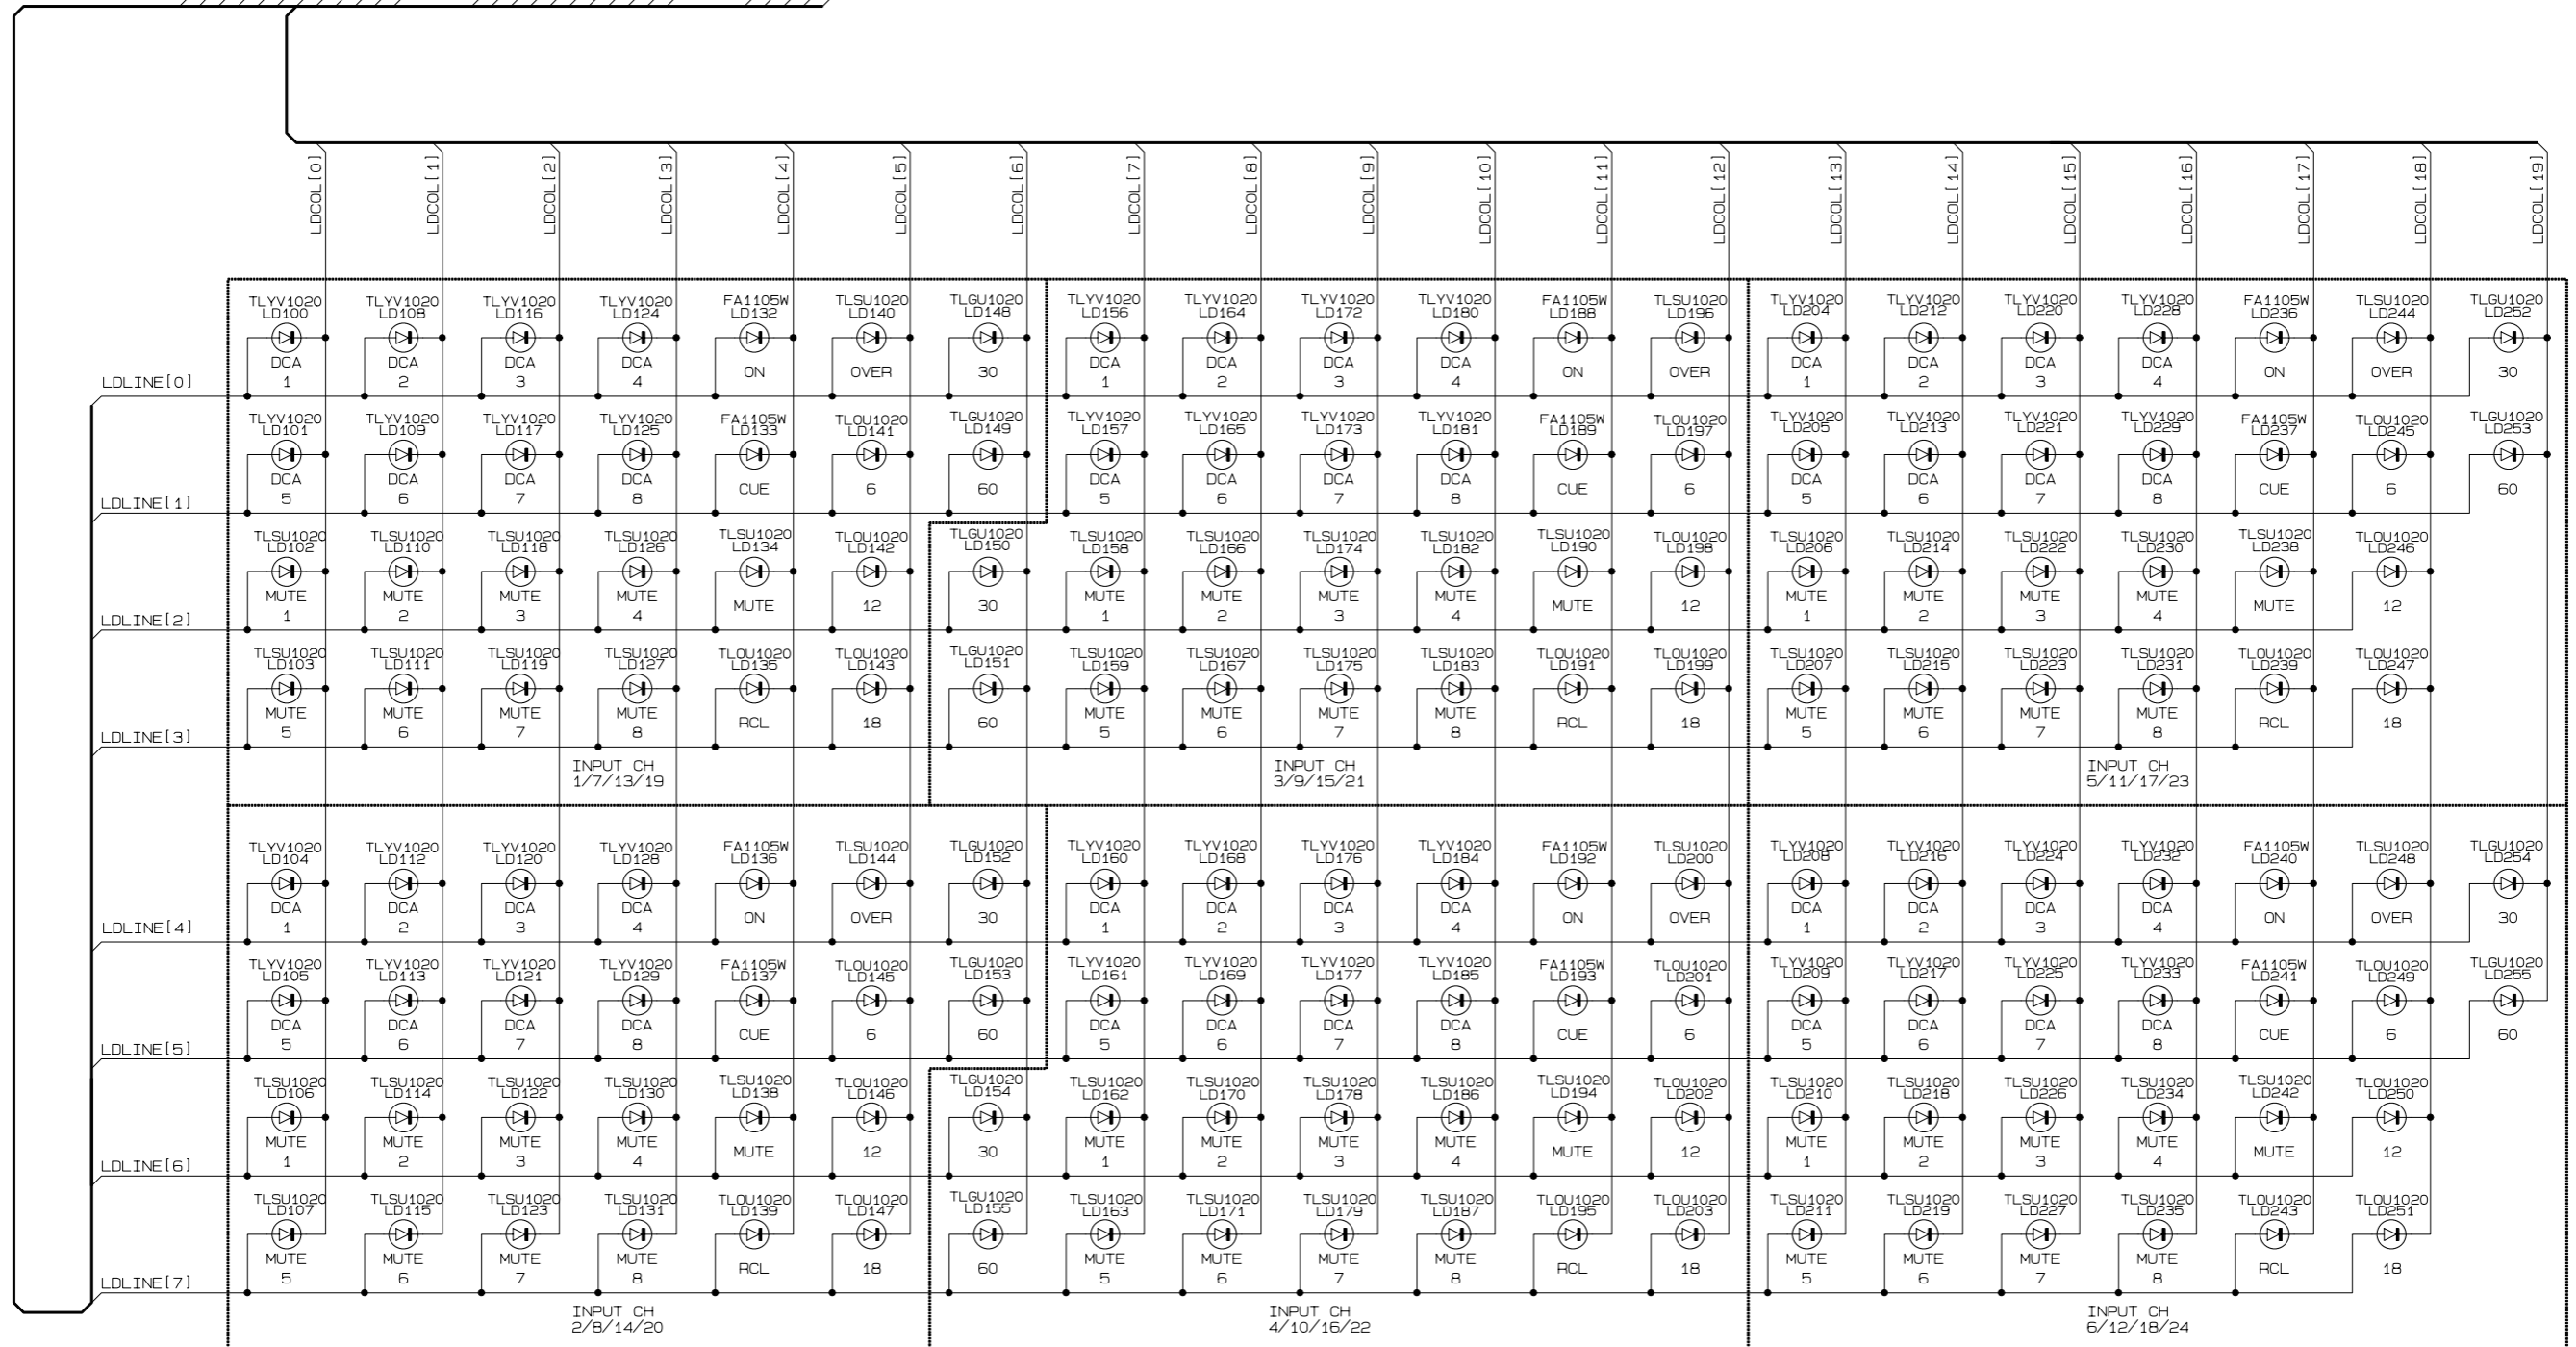 LDCOL[0] LDCOL[1] LDCOL[2] LDCOL[3] LDCOL[4] LDCOL[5] LDCOL[6] LDCOL[7] LDCOL[8] LDCOL[9] LDCOL[10] LDCOL[11] LDCOL[12] LDCOL[13] LDCOL[14] LDCOL[15] LDCOL[16] LDCOL[17] LDCOL[18] LDCOL[19]
TLYV1020 TLYV1020 TLYV1020 TLYV1020 FA1105W TLSU1020 TLGU1020 TLYV1020 TLYV1020 TLYV1020 TLYV1020 FA1105W TLSU1020 TLYV1020 TLYV1020 TLYV1020 TLYV1020 FA1105W TLSU1020 TLGU1020
LD100 LD108 LD116 LD124 LD132 LD140 LD148 LD156 LD164 LD172 LD180 LD188 LD196 LD204 LD212 LD220 LD228 LD236 LD244 LD252
DCA DCA DCA DCA DCA DCA DCA DCA DCA DCA DCA DCA
ON OVER 30 ON OVER ON OVER 30
LDLINE[0] 1 2 3 4 1 2 3 4 1 2 3 4
TLYV1020 TLYV1020 TLYV1020 TLYV1020 FA1105W TLOU1020 TLGU1020 TLYV1020 TLYV1020 TLYV1020 TLYV1020 FA1105W TLOU1020 TLYV1020 TLYV1020 TLYV1020 TLYV1020 FA1105W TLOU1020 TLGU1020
LD101 LD109 LD117 LD125 LD133 LD141 LD149 LD157 LD165 LD173 LD181 LD189 LD197 LD205 LD213 LD221 LD229 LD237 LD245 LD253
DCA DCA DCA DCA DCA DCA DCA DCA DCA DCA DCA DCA
CUE 6 60 CUE 6 CUE 6 60
LDLINE[1] 5 6 7 8 5 6 7 8 5 6 7 8
TLSU1020 TLSU1020 TLSU1020 TLSU1020 TLSU1020 TLOU1020 TLGU1020 TLSU1020 TLSU1020 TLSU1020 TLSU1020 TLSU1020 TLOU1020 TLSU1020 TLSU1020 TLSU1020 TLSU1020 TLSU1020 TLOU1020
LD102 LD110 LD118 LD126 LD134 LD142 LD150 LD158 LD166 LD174 LD182 LD190 LD198 LD206 LD214 LD222 LD230 LD238 LD246
MUTE MUTE MUTE MUTE MUTE MUTE MUTE MUTE MUTE MUTE MUTE MUTE
MUTE 12 30 MUTE 12 MUTE 12
LDLINE[2] 1 2 3 4 1 2 3 4 1 2 3 4
TLSU1020 TLSU1020 TLSU1020 TLSU1020 TLOU1020 TLOU1020 TLGU1020 TLSU1020 TLSU1020 TLSU1020 TLSU1020 TLOU1020 TLOU1020 TLSU1020 TLSU1020 TLSU1020 TLSU1020 TLOU1020 TLOU1020
LD103 LD111 LD119 LD127 LD135 LD143 LD151 LD159 LD167 LD175 LD183 LD191 LD199 LD207 LD215 LD223 LD231 LD239 LD247
MUTE MUTE MUTE MUTE MUTE MUTE MUTE MUTE MUTE MUTE MUTE MUTE
RCL 18 60 RCL 18 RCL 18
LDLINE[3] 5 6 7 8 5 6 7 8 5 6 7 8
INPUT CH INPUT CH INPUT CH
1/7/13/19 3/9/15/21 5/11/17/23
TLYV1020 TLYV1020 TLYV1020 TLYV1020 FA1105W TLSU1020 TLGU1020 TLYV1020 TLYV1020 TLYV1020 TLYV1020 FA1105W TLSU1020 TLYV1020 TLYV1020 TLYV1020 TLYV1020 FA1105W TLSU1020 TLGU1020
LD104 LD112 LD120 LD128 LD136 LD144 LD152 LD160 LD168 LD176 LD184 LD192 LD200 LD208 LD216 LD224 LD232 LD240 LD248 LD254
DCA DCA DCA DCA DCA DCA DCA DCA DCA DCA DCA DCA
ON OVER 30 ON OVER ON OVER 30
LDLINE[4] 1 2 3 4 1 2 3 4 1 2 3 4
TLYV1020 TLYV1020 TLYV1020 TLYV1020 FA1105W TLOU1020 TLGU1020 TLYV1020 TLYV1020 TLYV1020 TLYV1020 FA1105W TLOU1020 TLYV1020 TLYV1020 TLYV1020 TLYV1020 FA1105W TLOU1020 TLGU1020
LD105 LD113 LD121 LD129 LD137 LD145 LD153 LD161 LD169 LD177 LD185 LD193 LD201 LD209 LD217 LD225 LD233 LD241 LD249 LD255
DCA DCA DCA DCA DCA DCA DCA DCA DCA DCA DCA DCA
CUE 6 60 CUE 6 CUE 6 60
LDLINE[5] 5 6 7 8 5 6 7 8 5 6 7 8
TLSU1020 TLSU1020 TLSU1020 TLSU1020 TLSU1020 TLOU1020 TLGU1020 TLSU1020 TLSU1020 TLSU1020 TLSU1020 TLSU1020 TLOU1020 TLSU1020 TLSU1020 TLSU1020 TLSU1020 TLSU1020 TLOU1020
LD106 LD114 LD122 LD130 LD138 LD146 LD154 LD162 LD170 LD178 LD186 LD194 LD202 LD210 LD218 LD226 LD234 LD242 LD250
MUTE MUTE MUTE MUTE MUTE MUTE MUTE MUTE MUTE MUTE MUTE MUTE
MUTE 12 30 MUTE 12 MUTE 12
LDLINE[6] 1 2 3 4 1 2 3 4 1 2 3 4
TLSU1020 TLSU1020 TLSU1020 TLSU1020 TLOU1020 TLOU1020 TLGU1020 TLSU1020 TLSU1020 TLSU1020 TLSU1020 TLOU1020 TLOU1020 TLSU1020 TLSU1020 TLSU1020 TLSU1020 TLOU1020 TLOU1020
LD107 LD115 LD123 LD131 LD139 LD147 LD155 LD163 LD171 LD179 LD187 LD195 LD203 LD211 LD219 LD227 LD235 LD243 LD251
MUTE MUTE MUTE MUTE MUTE MUTE MUTE MUTE MUTE MUTE MUTE MUTE
RCL 18 60 RCL 18 RCL 18
LDLINE[7] 5 6 7 8 5 6 7 8 5 6 7 8
INPUT CH INPUT CH INPUT CH
2/8/14/20 4/10/16/22 6/12/18/24